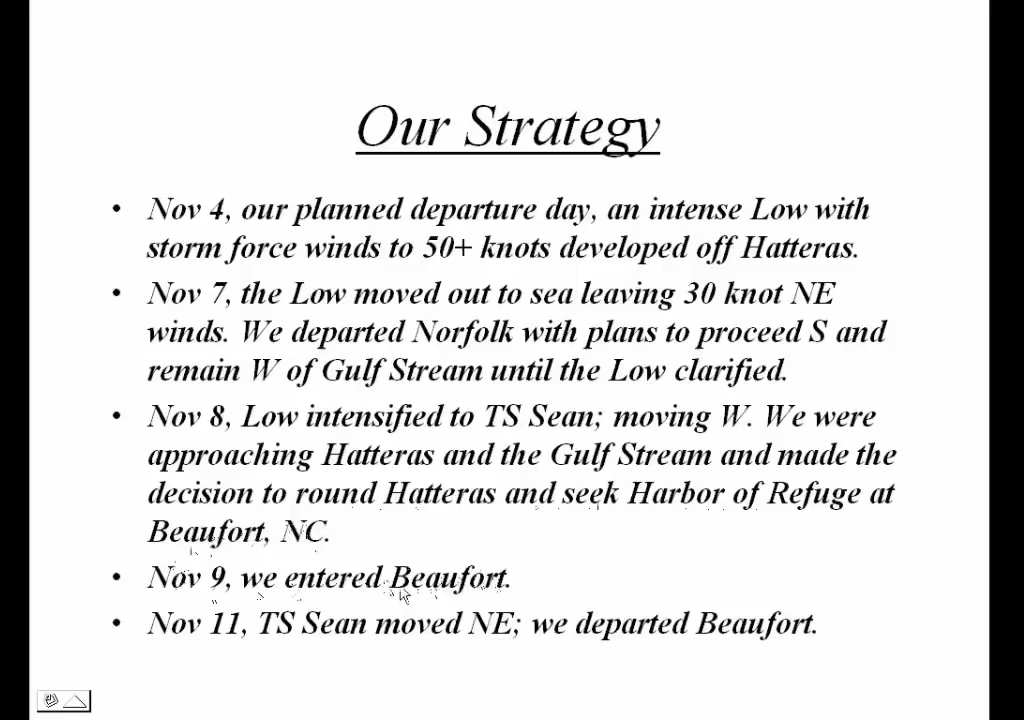 Our Strategy
• Nov 4, our planned departure day, an intense Low with
storm force winds to 50+ knots developed off Hatteras.
• Nov 7, the Low moved out to sea leaving 30 knot NE
winds. We departed Norfolk with plans to proceed S and
remain W of Gulf Stream until the Low clarified.
• Nov 8, Low intensified to TS Sean; moving W. We were
approaching Hatteras and the Gulf Stream and made the
decision to round Hatteras and seek Harbor of Refuge at
Beaufort, NC.
• Nov 9, we entered Beaufort.
• Nov 11, TS Sean moved NE; we departed Beaufort.